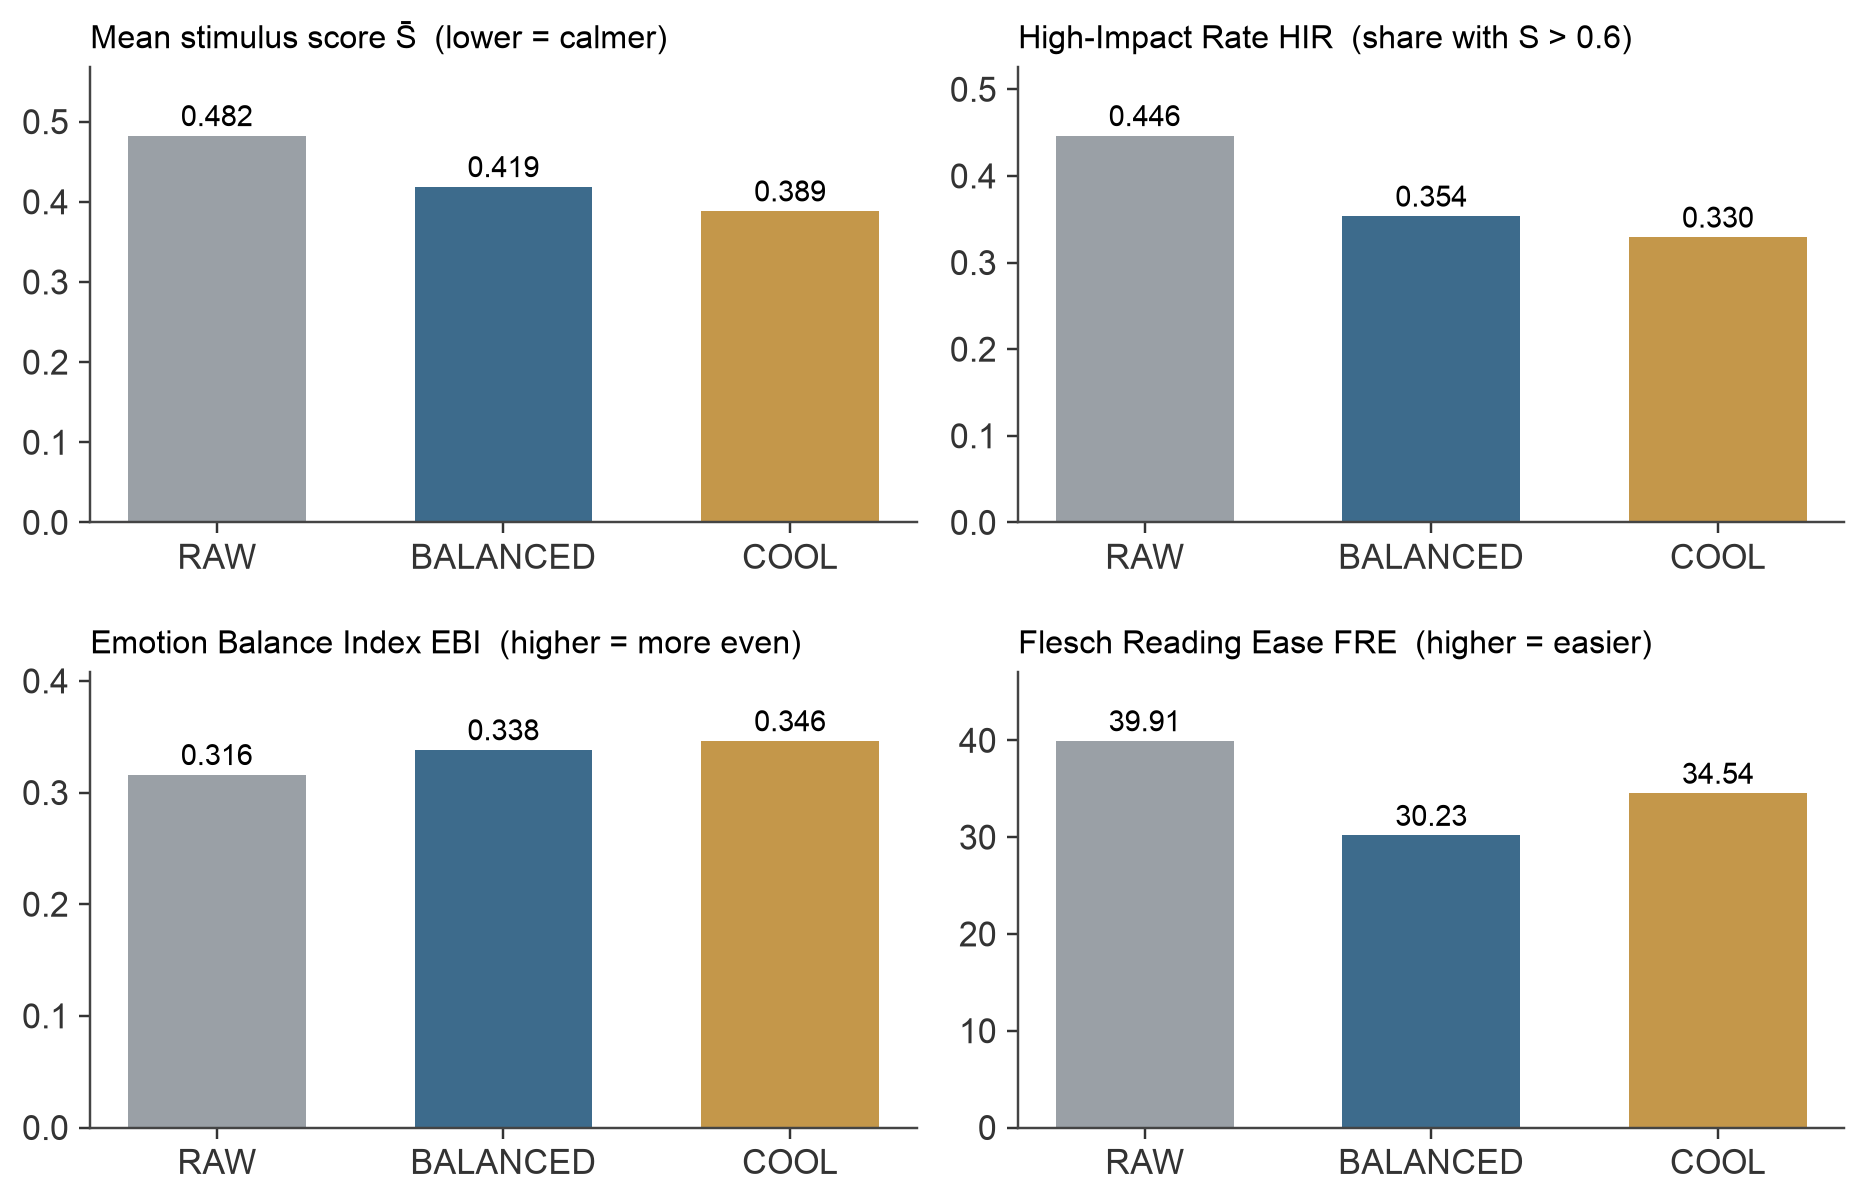 Mean stimulus score S̄ (lower = calmer)
0.5
0.4
0.3
0.2
0.1
0.0
0.482
0.419
0.389
RAW
BALANCED
COOL
High-Impact Rate HIR (share with S > 0.6)
0.5
0.4
0.3
0.2
0.1
0.0
0.446
0.354
0.330
RAW
BALANCED
COOL
Emotion Balance Index EBI (higher = more even)
0.4
0.3
0.2
0.1
0.0
0.316
0.338
0.346
RAW
BALANCED
COOL
Flesch Reading Ease FRE (higher = easier)
40
30
20
10
0
39.91
30.23
34.54
RAW
BALANCED
COOL